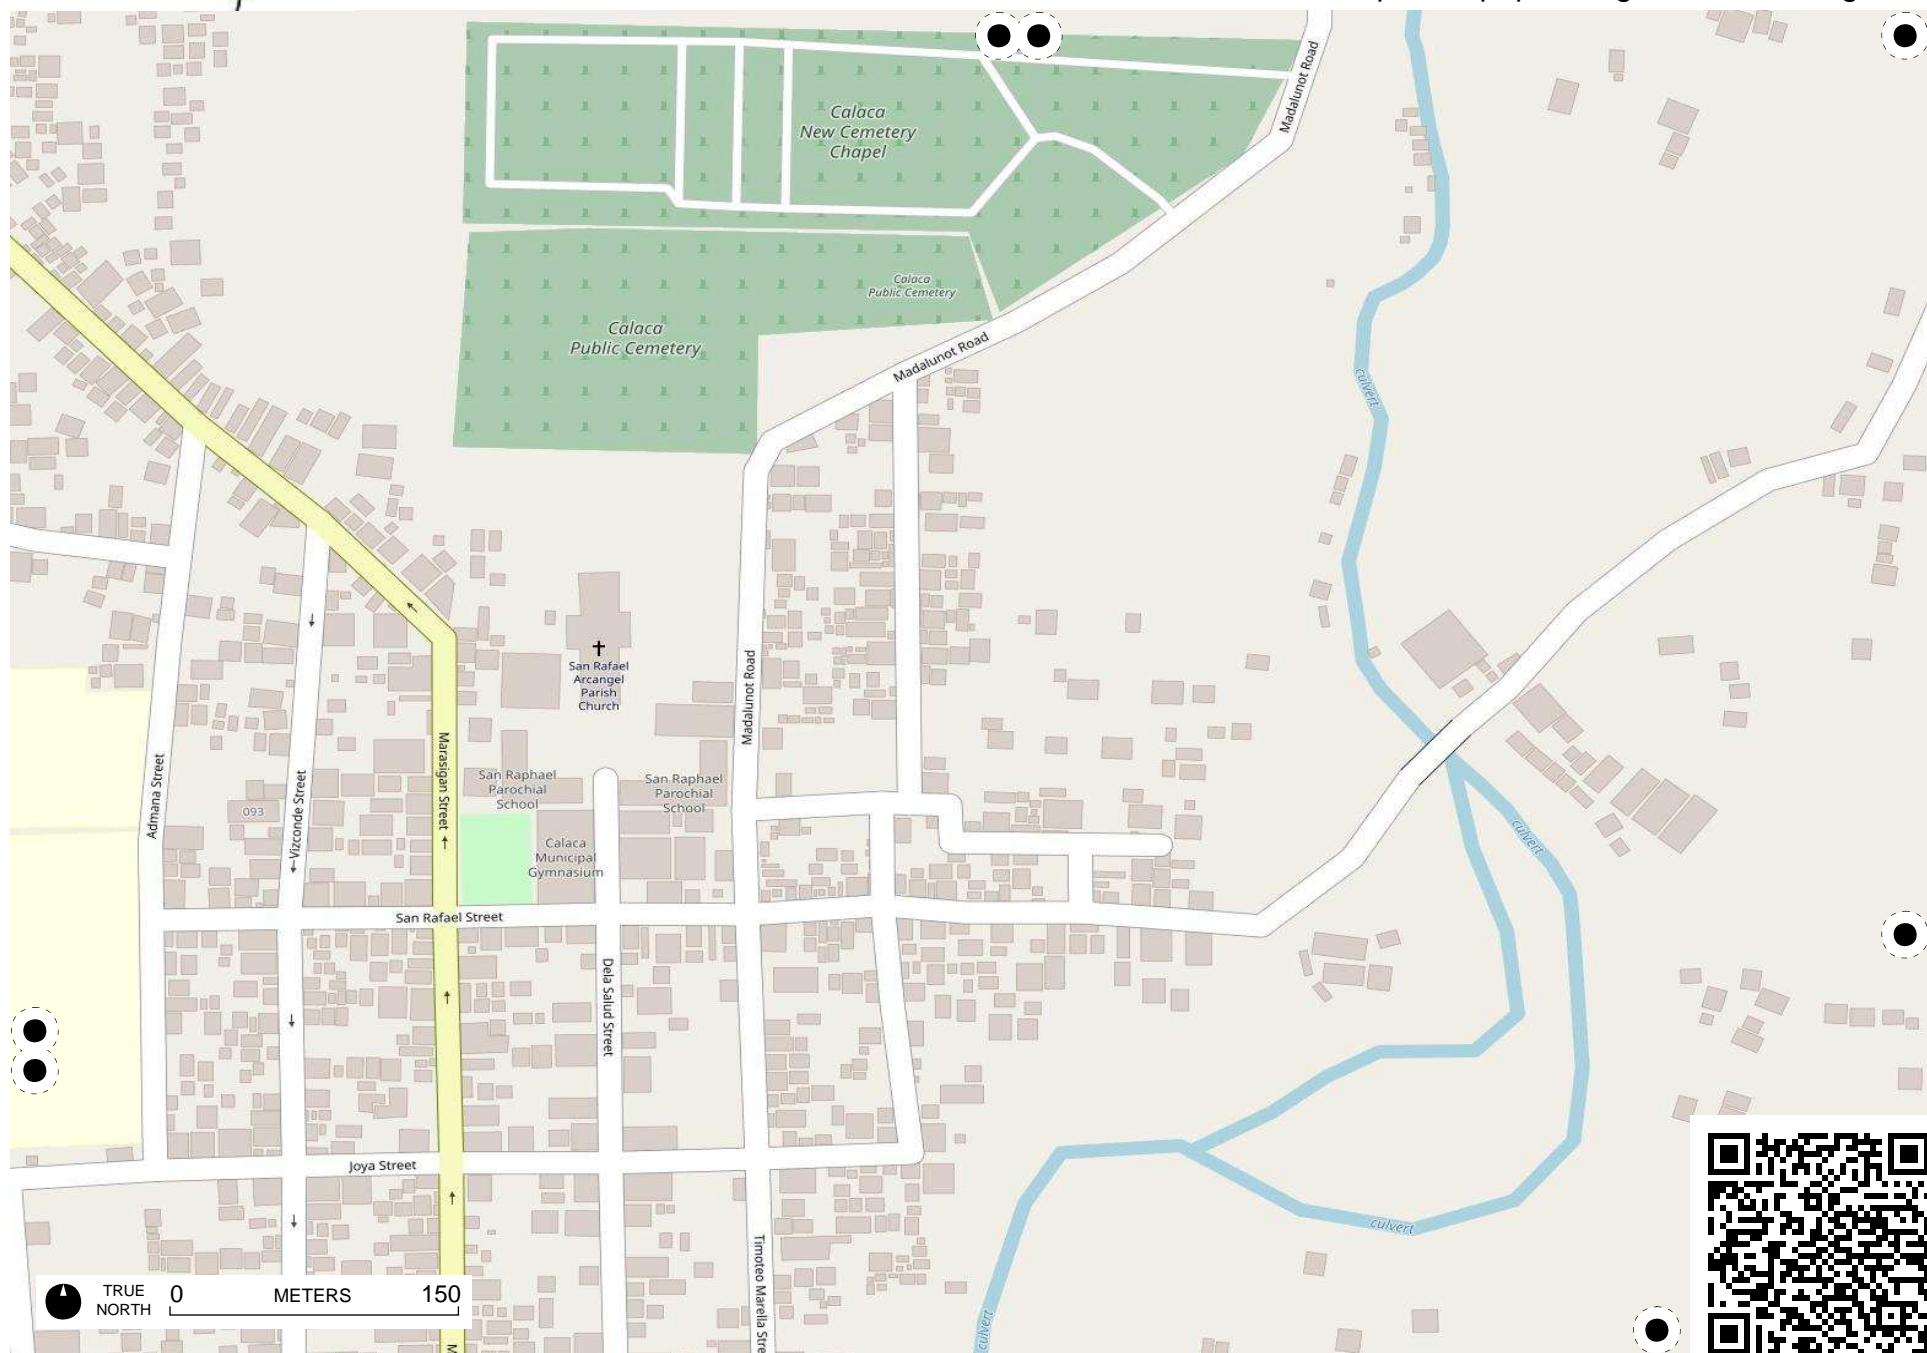 Madalunot Road
Calaca
New Cemetery
Chapel
Calaca
Public Cemetery
Calaca
Public Cemetery
Madalunot Road
culvert
San Rafael
Arcangel
Parish
Church
Madalunot Road
Marasigan Street
Admana Street
Vizconde Street
093
San Raphael
Parochial
School
San Raphael
Parochial
School
Calaca
Municipal
Gymnasium
culvert
San Rafael Street
Dela Salud Street
Joya Street
culvert
Timoteo Marella Stre
culvert
M
TRUE
NORTH
0 METERS 150